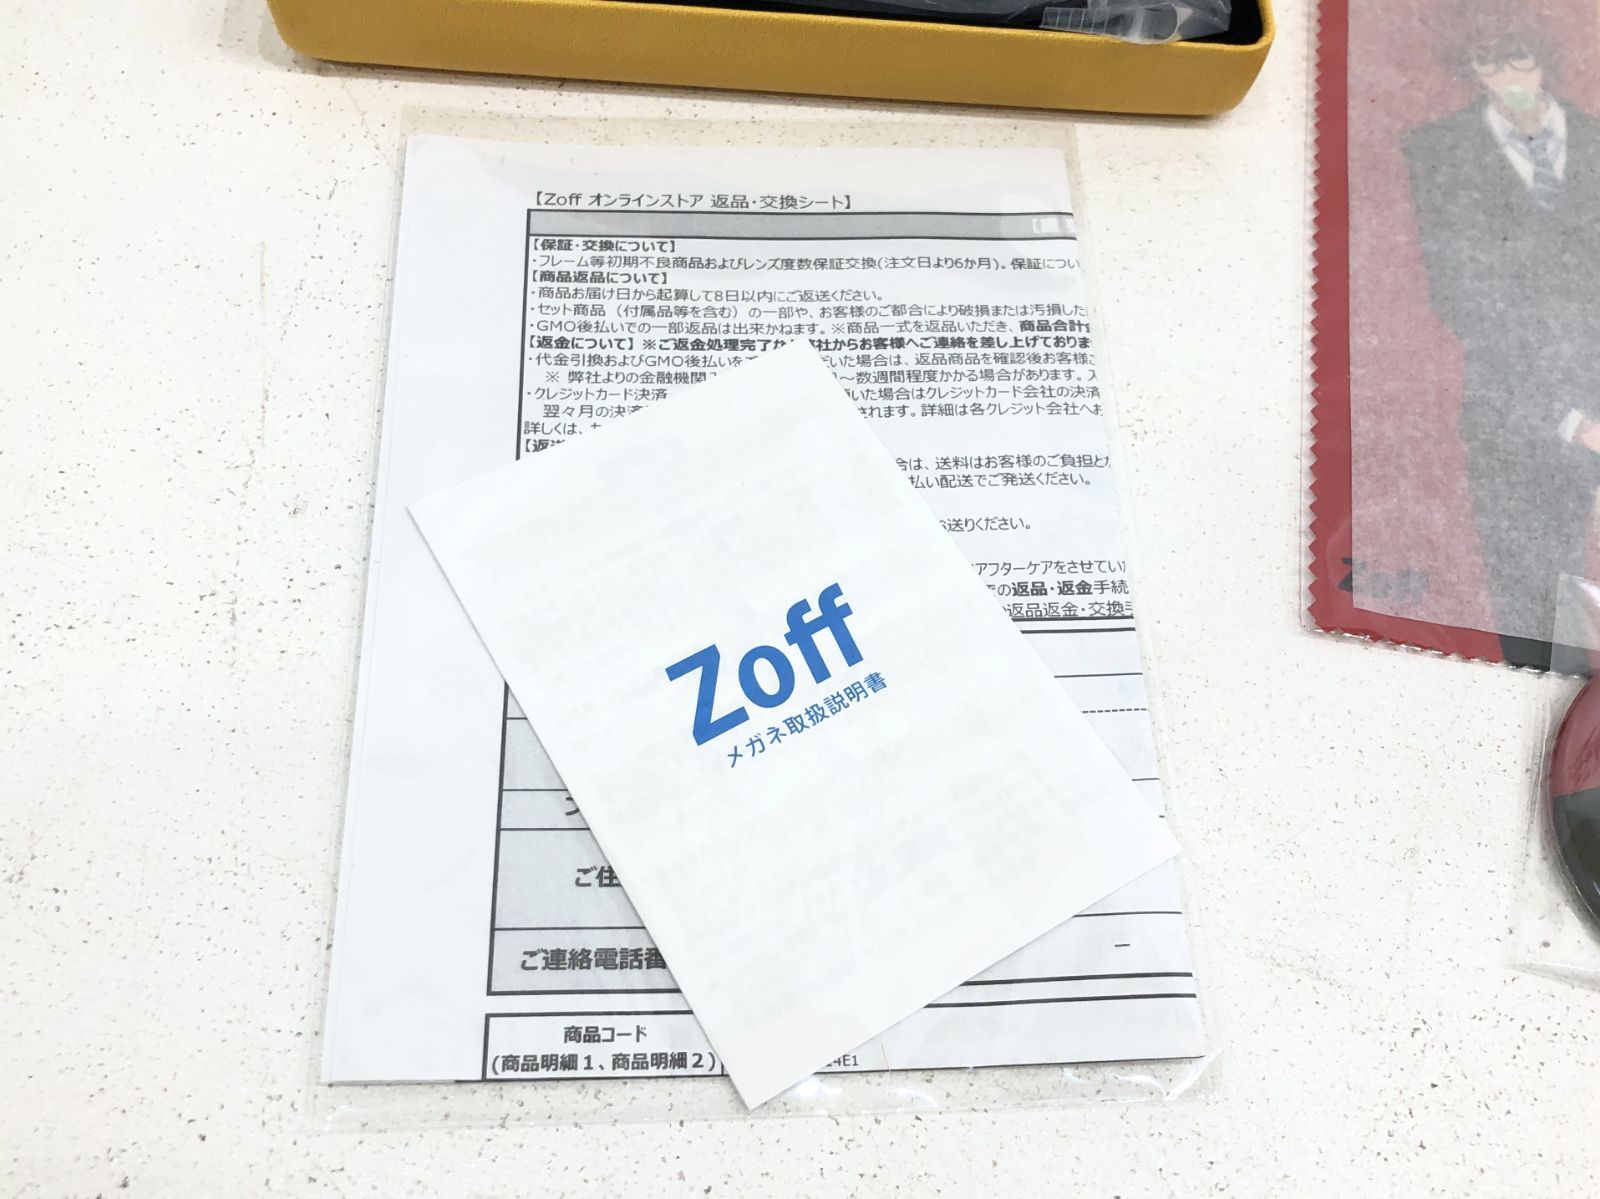 【Zoff オンラインストア 返品・交換シート】
【保証・交換について】
・フレーム等初期不良商品およびレンズ度数保証交換(注文日より6か月)。保証につい
【商品返品について】
・商品お届け日から起算して8日以内にご返送ください。
・セット商品（付属品等を含む）の一部や、お客様のご都合により破損または汚損した
・GMO後払いでの一部返品は出来かねます。※商品一式を返品いただき、商品合計
【返金について】※ご返金処理完了 弊社からお客様へご連絡を差し上げておりま
・代金引換およびGMO後払いを だいた場合は、返品商品を確認後お客様
※ 弊社よりの金融機関 ～数週間程度かかる場合があります。入
・クレジットカード決済 頂いた場合はクレジットカード会社の決済
翌々月の決済 されます。詳細は各クレジット会社へお
詳しくは、
【返送
合は、送料はお客様のご負担と
払い配送でご発送ください。
お送りください。
アフターケアをさせてい
の返品・返金手続
返品返金・交換
Zoff
メガネ取扱説明書
ご住
ご連絡電話番
商品コード
(商品明細1、商品明細2)
4E1
Zoff